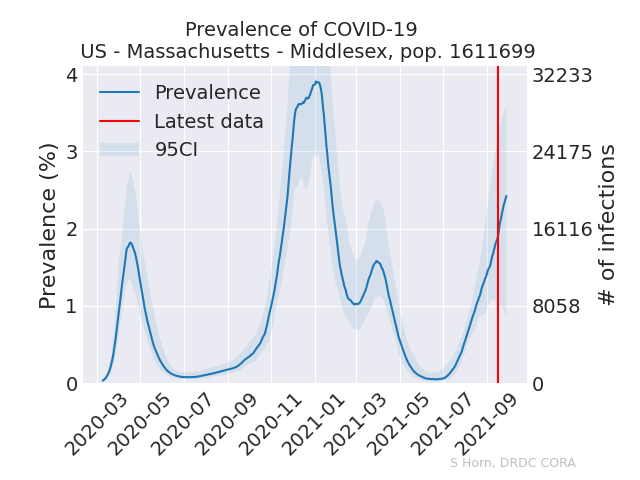 Prevalence of COVID-19
US - Massachusetts - Middlesex, pop. 1611699
Prevalence (%)
4
3
2
1
0
Prevalence
Latest data
95CI
32233
24175
16116
8058
0
# of infections
2020-03
2020-05
2020-07
2020-09
2020-11
2021-01
2021-03
2021-05
2021-07
2021-09
S Horn, DRDC CORA